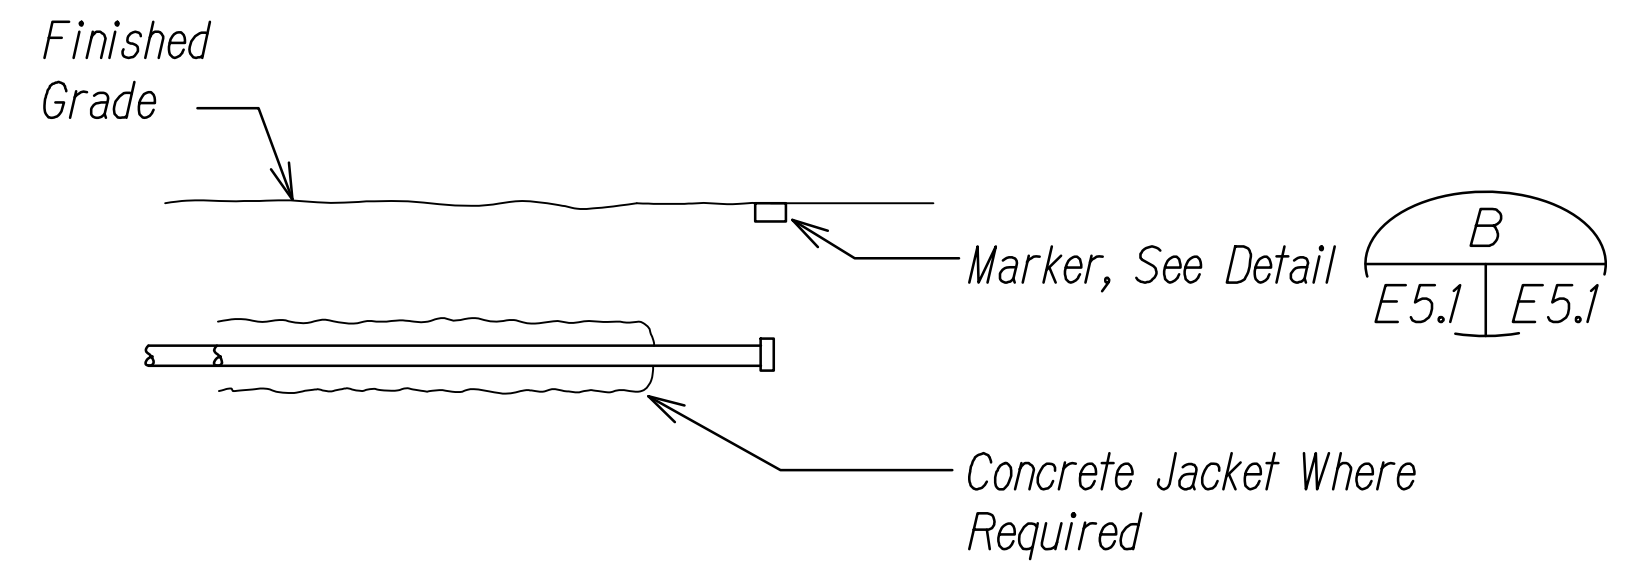 Finished
Grade
Marker, See Detail
B
E5.1 E5.1
Concrete Jacket Where
Required